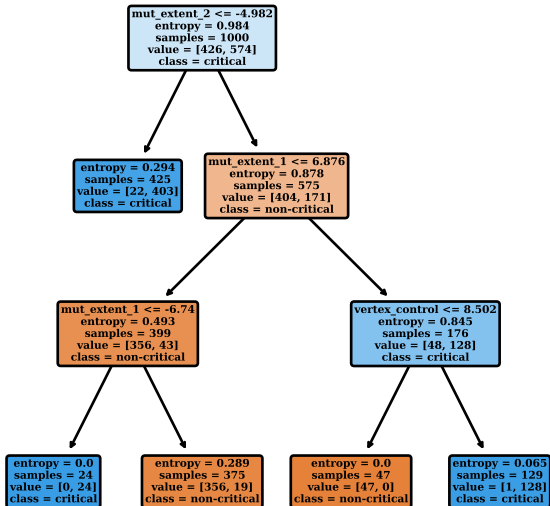 mut_extent_2 <= -4.982
entropy = 0.984
samples = 1000
value = [426, 574]
class = critical
entropy = 0.294
samples = 425
value = [22, 403]
class = critical
mut_extent_1 <= 6.876
entropy = 0.878
samples = 575
value = [404, 171]
class = non-critical
mut_extent_1 <= -6.74
entropy = 0.493
samples = 399
value = [356, 43]
class = non-critical
vertex_control <= 8.502
entropy = 0.845
samples = 176
value = [48, 128]
class = critical
entropy = 0.0
samples = 24
value = [0, 24]
class = critical
entropy = 0.289
samples = 375
value = [356, 19]
class = non-critical
entropy = 0.0
samples = 47
value = [47, 0]
class = non-critical
entropy = 0.065
samples = 129
value = [1, 128]
class = critical